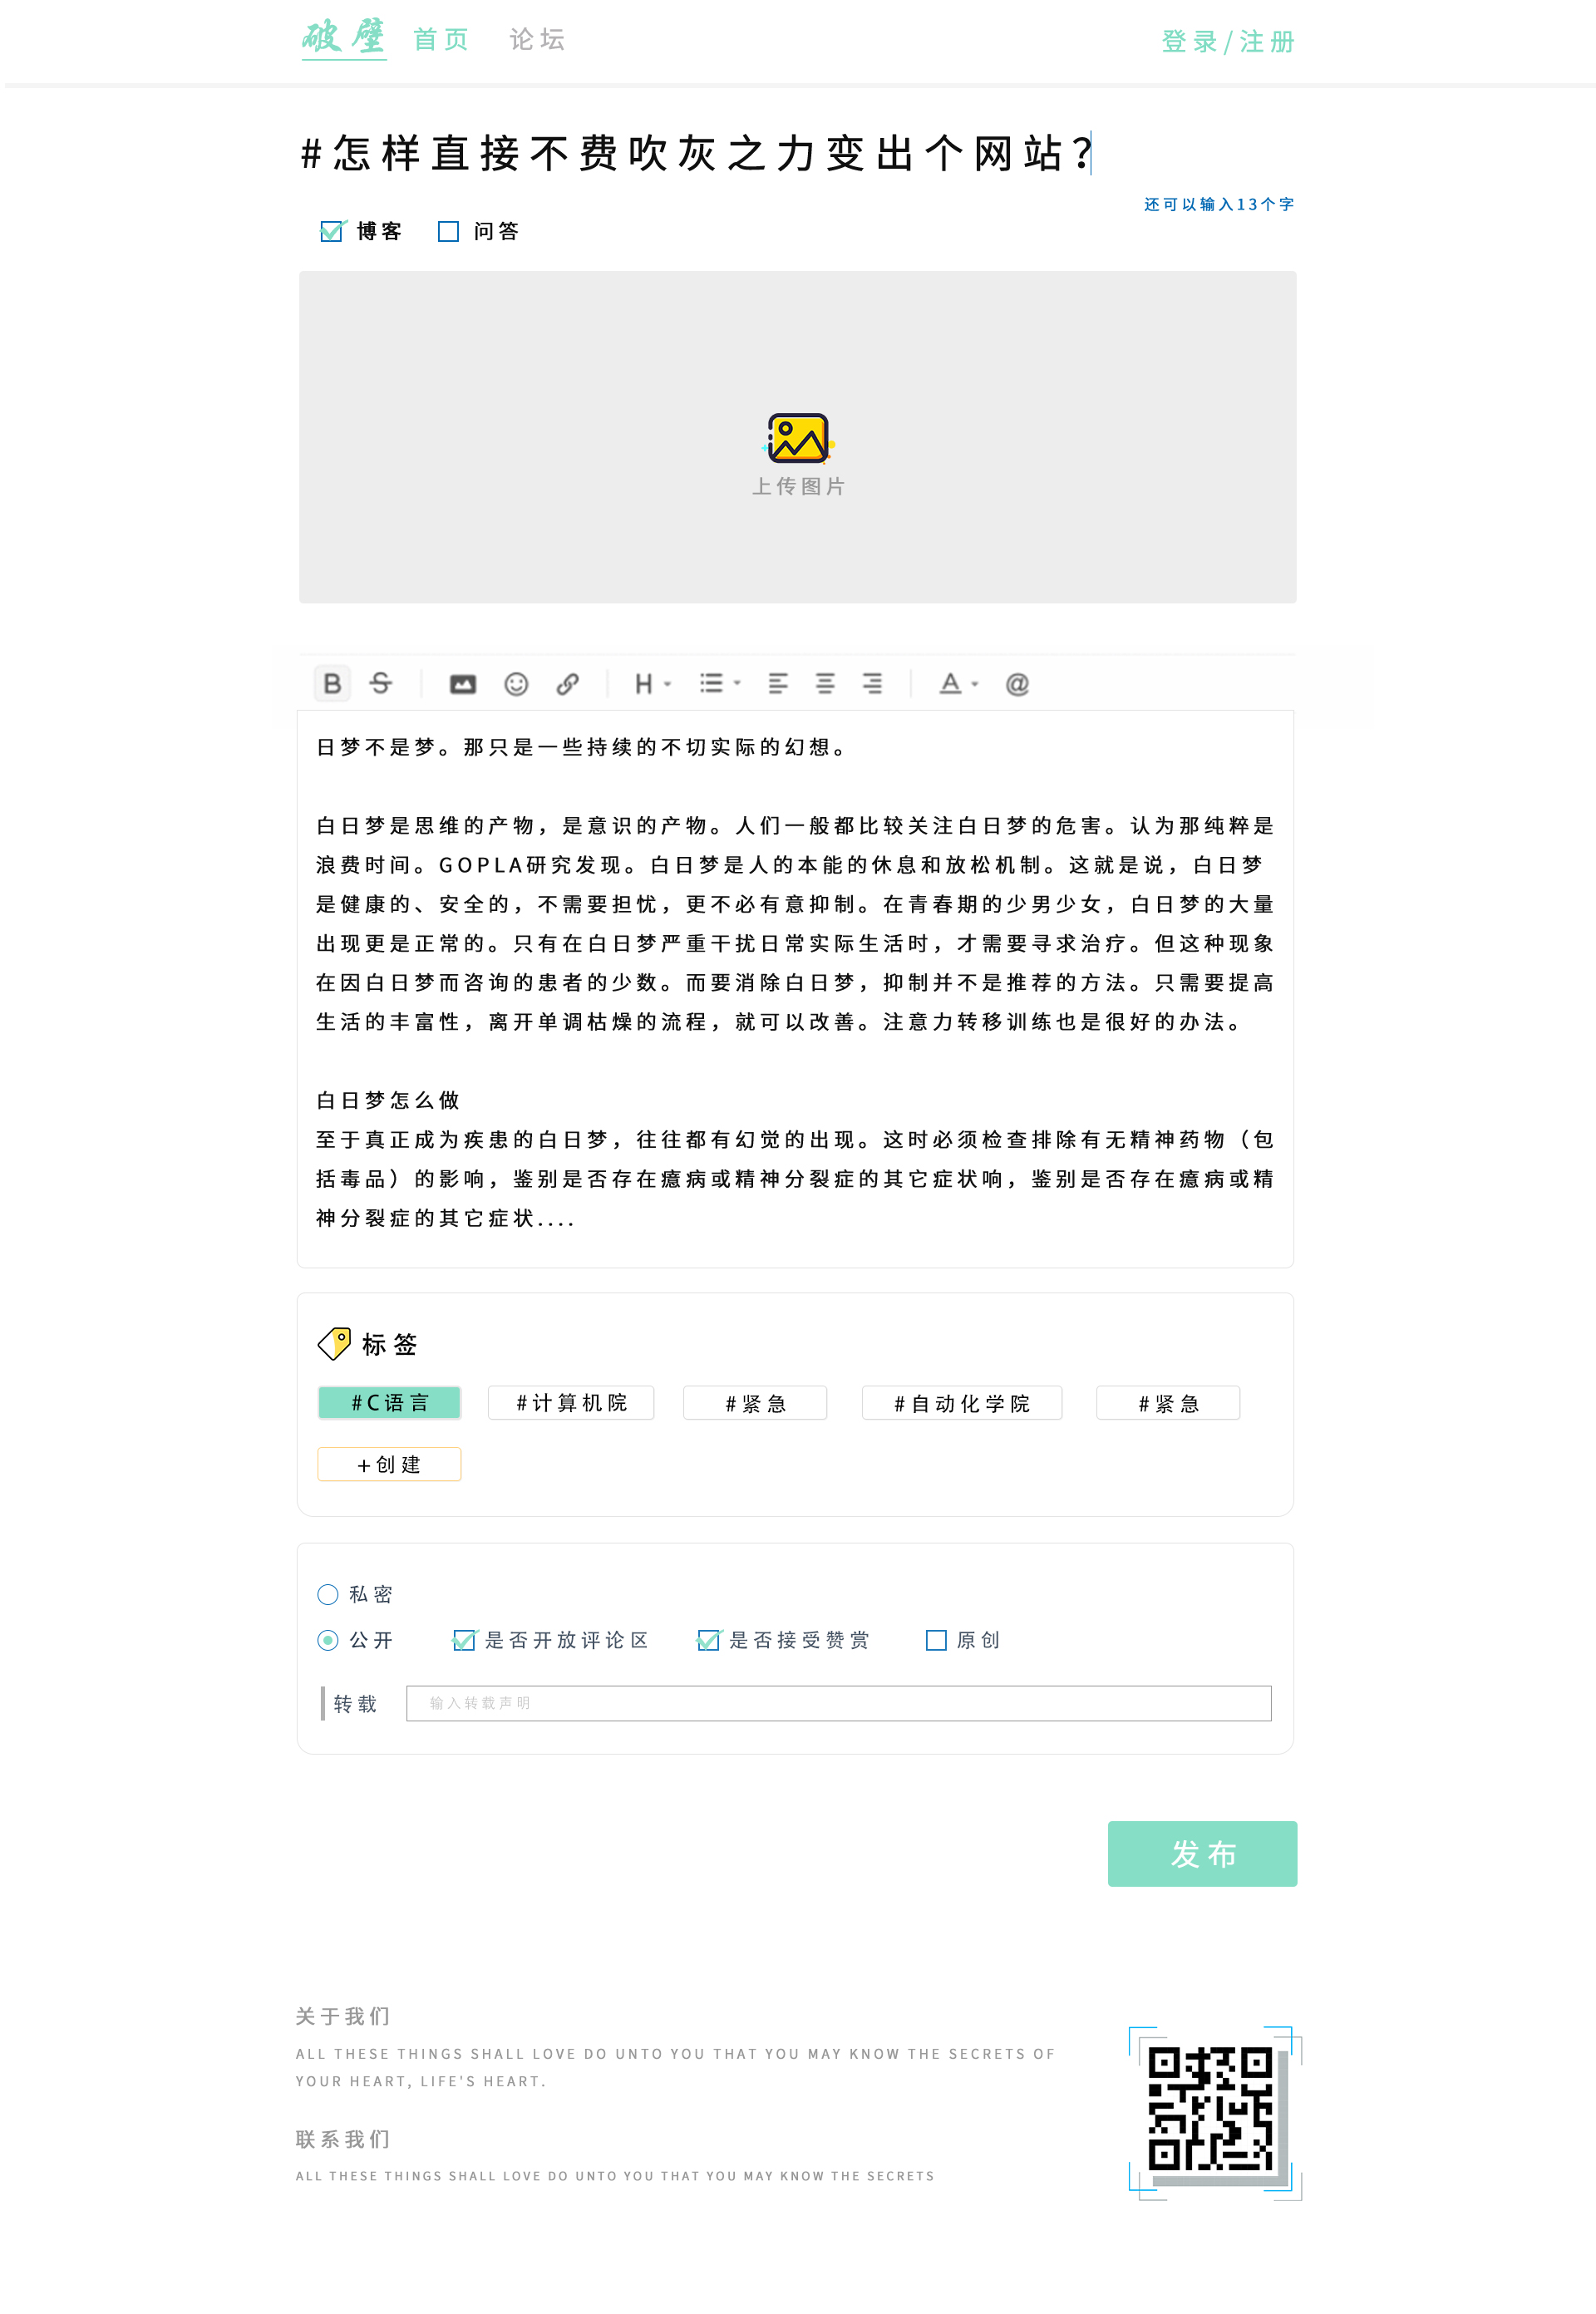 破壁 首页 论坛 登录/注册
#怎样直接不费吹灰之力变出个网站?
还可以输入13个字
博客 问答
上传图片
B S H A @
日梦不是梦。那只是一些持续的不切实际的幻想。
白日梦是思维的产物，是意识的产物。人们一般都比较关注白日梦的危害。认为那纯粹是
浪费时间。GOPLA研究发现。白日梦是人的本能的休息和放松机制。这就是说，白日梦
是健康的、安全的，不需要担忧，更不必有意抑制。在青春期的少男少女，白日梦的大量
出现更是正常的。只有在白日梦严重干扰日常实际生活时，才需要寻求治疗。但这种现象
在因白日梦而咨询的患者的少数。而要消除白日梦，抑制并不是推荐的方法。只需要提高
生活的丰富性，离开单调枯燥的流程，就可以改善。注意力转移训练也是很好的办法。
白日梦怎么做
至于真正成为疾患的白日梦，往往都有幻觉的出现。这时必须检查排除有无精神药物（包
括毒品）的影响，鉴别是否存在癔病或精神分裂症的其它症状响，鉴别是否存在癔病或精
神分裂症的其它症状....
标签
#C语言 #计算机院 #紧急 #自动化学院 #紧急
+创建
私密
公开 是否开放评论区 是否接受赞赏 原创
转载 输入转载声明
发布
关于我们
ALL THESE THINGS SHALL LOVE DO UNTO YOU THAT YOU MAY KNOW THE SECRETS OF
YOUR HEART, LIFE'S HEART.
联系我们
ALL THESE THINGS SHALL LOVE DO UNTO YOU THAT YOU MAY KNOW THE SECRETS